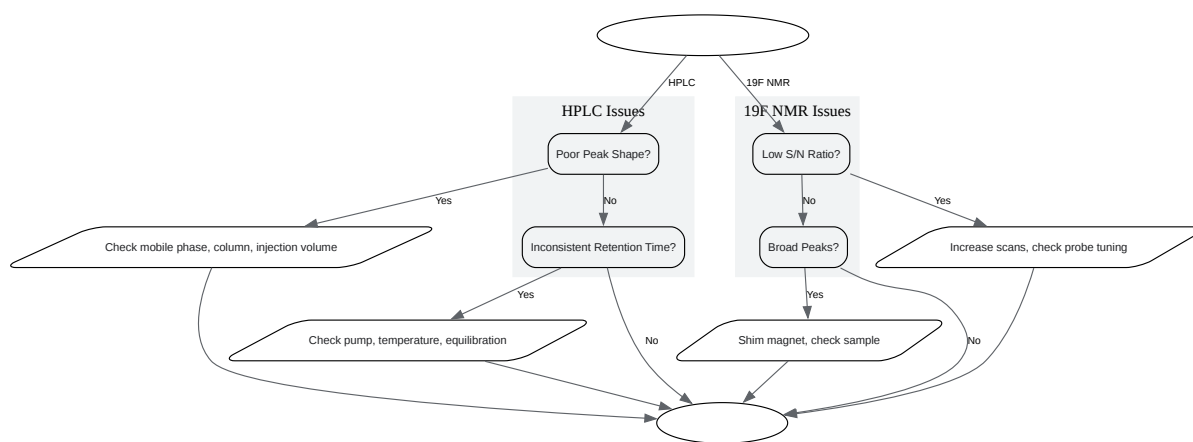 HPLC
19F NMR
HPLC Issues
19F NMR Issues
Poor Peak Shape?
Low S/N Ratio?
Yes
No
No
Yes
Check mobile phase, column, injection volume
Inconsistent Retention Time?
Broad Peaks?
Increase scans, check probe tuning
Yes
Yes
Check pump, temperature, equilibration
No
Shim magnet, check sample
No